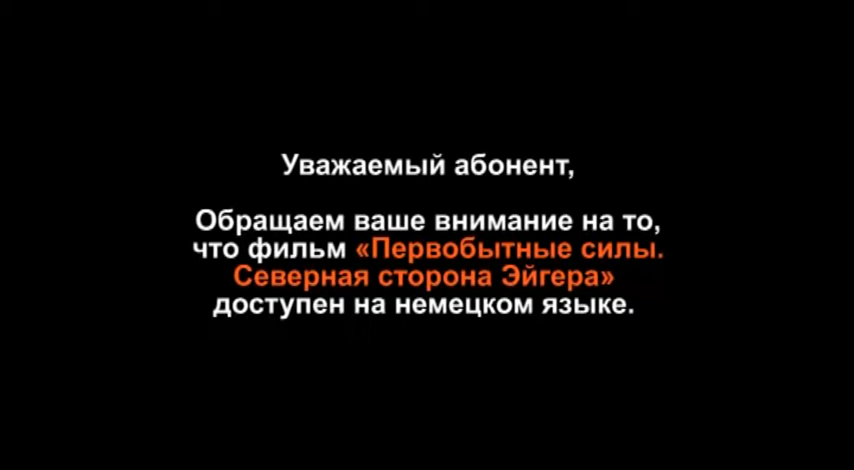 Уважаемый абонент,
Обращаем ваше внимание на то,
что фильм «Первобытные силы.
Северная сторона Эйгера»
доступен на немецком языке.